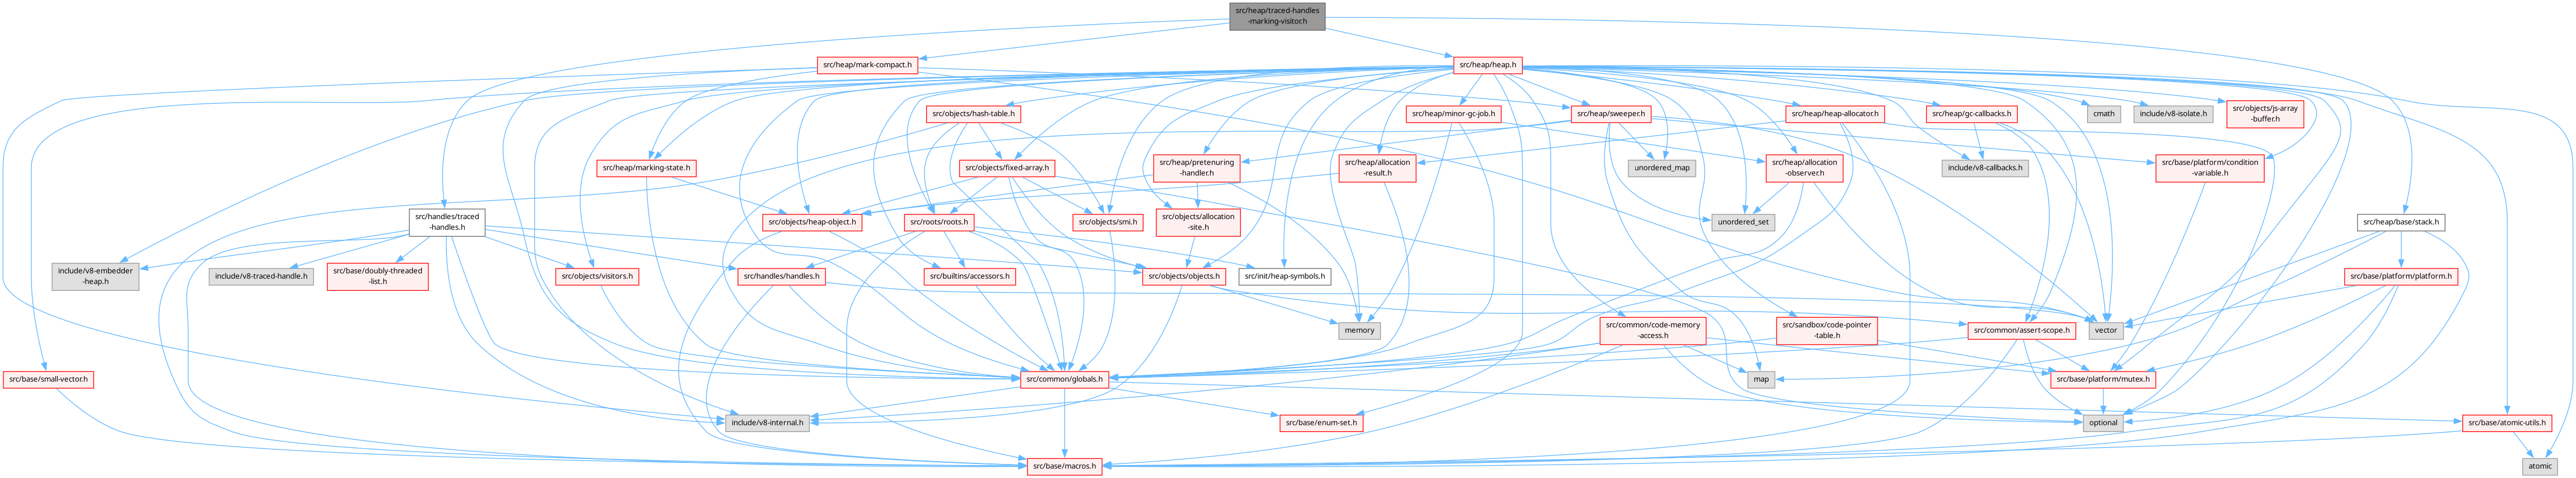 src/heap/traced-handles
-marking-visitor.h
src/heap/mark-compact.h
src/heap/heap.h
src/objects/hash-table.h
src/heap/minor-gc-job.h
src/heap/sweeper.h
src/heap/heap-allocator.h
src/heap/gc-callbacks.h
cmath
include/v8-isolate.h
src/objects/js-array
-buffer.h
src/heap/marking-state.h
src/objects/fixed-array.h
src/heap/pretenuring
-handler.h
src/heap/allocation
-result.h
unordered_map
src/heap/allocation
-observer.h
include/v8-callbacks.h
src/base/platform/condition
-variable.h
src/handles/traced
-handles.h
src/objects/heap-object.h
src/roots/roots.h
src/objects/smi.h
src/objects/allocation
-site.h
unordered_set
src/heap/base/stack.h
include/v8-embedder
-heap.h
include/v8-traced-handle.h
src/base/doubly-threaded
-list.h
src/objects/visitors.h
src/handles/handles.h
src/builtins/accessors.h
src/objects/objects.h
src/init/heap-symbols.h
src/base/platform/platform.h
memory
src/common/code-memory
-access.h
src/sandbox/code-pointer
-table.h
src/common/assert-scope.h
vector
src/base/small-vector.h
src/common/globals.h
map
src/base/platform/mutex.h
include/v8-internal.h
src/base/enum-set.h
optional
src/base/atomic-utils.h
src/base/macros.h
atomic